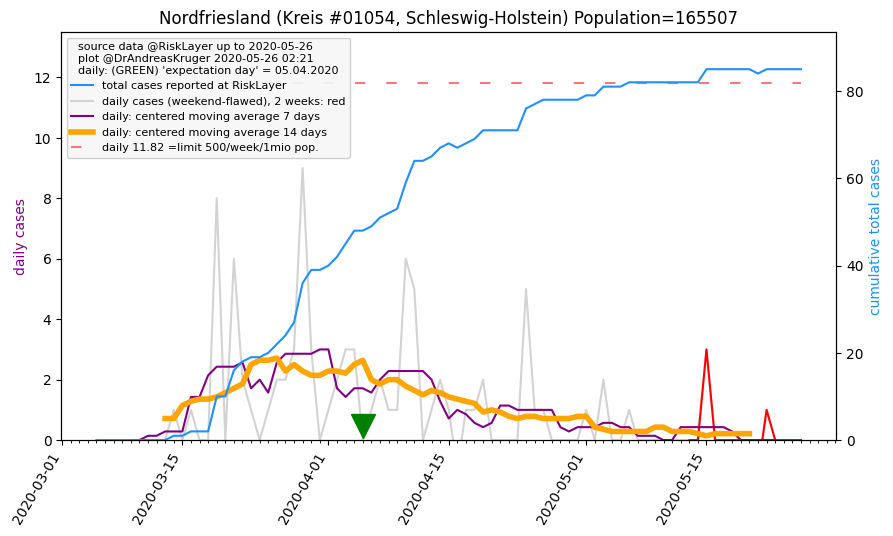 Nordfriesland (Kreis #01054, Schleswig-Holstein) Population=165507
source data @RiskLayer up to 2020-05-26
plot @DrAndreasKruger 2020-05-26 02:21
daily: (GREEN) 'expectation day' = 05.04.2020
total cases reported at RiskLayer
daily cases (weekend-flawed), 2 weeks: red
daily: centered moving average 7 days
daily: centered moving average 14 days
daily 11.82 =limit 500/week/1mio pop.
daily cases
0
2
4
6
8
10
12
cumulative total cases
0
20
40
60
80
2020-03-01
2020-03-15
2020-04-01
2020-04-15
2020-05-01
2020-05-15